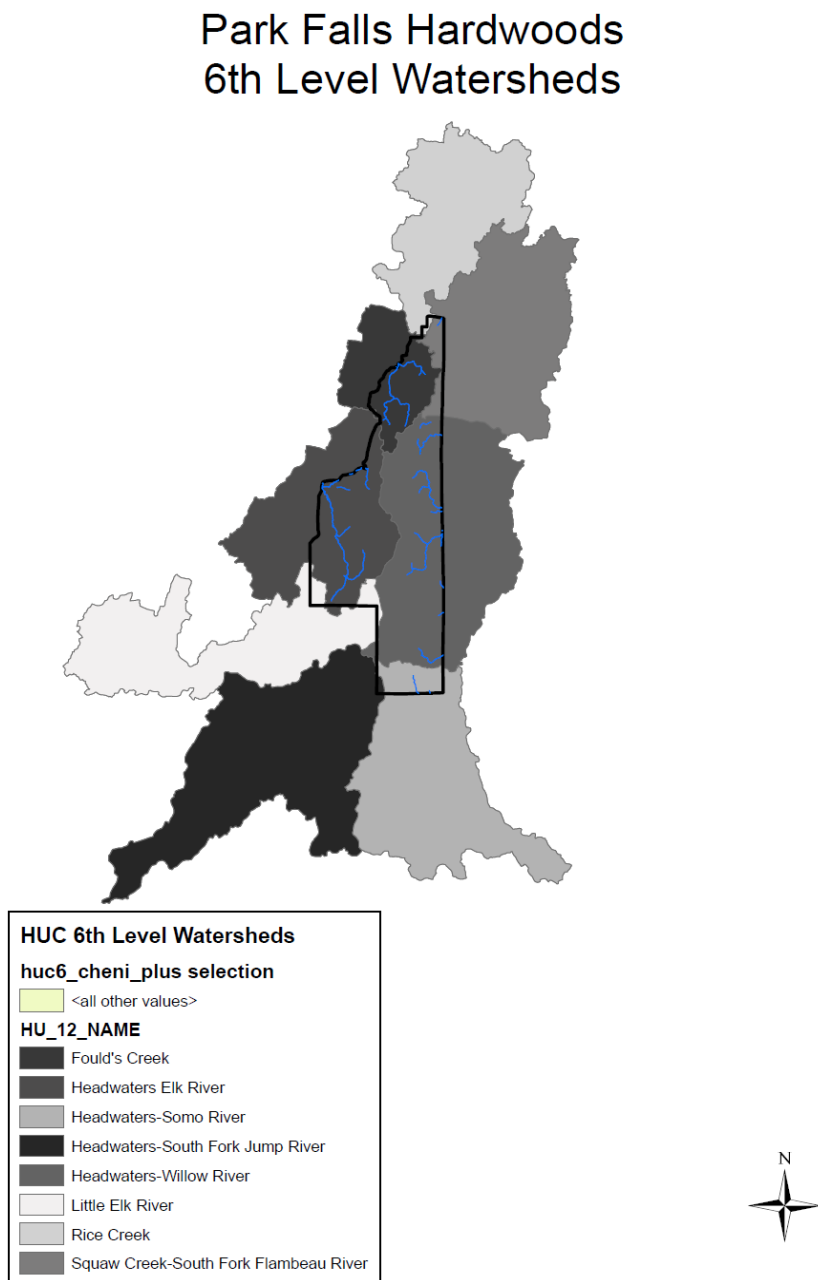 Park Falls Hardwoods
6th Level Watersheds
HUC 6th Level Watersheds
huc6_cheni_plus selection
<all other values>
HU_12_NAME
Fould's Creek
Headwaters Elk River
Headwaters-Somo River
Headwaters-South Fork Jump River
Headwaters-Willow River
Little Elk River
Rice Creek
Squaw Creek-South Fork Flambeau River
N